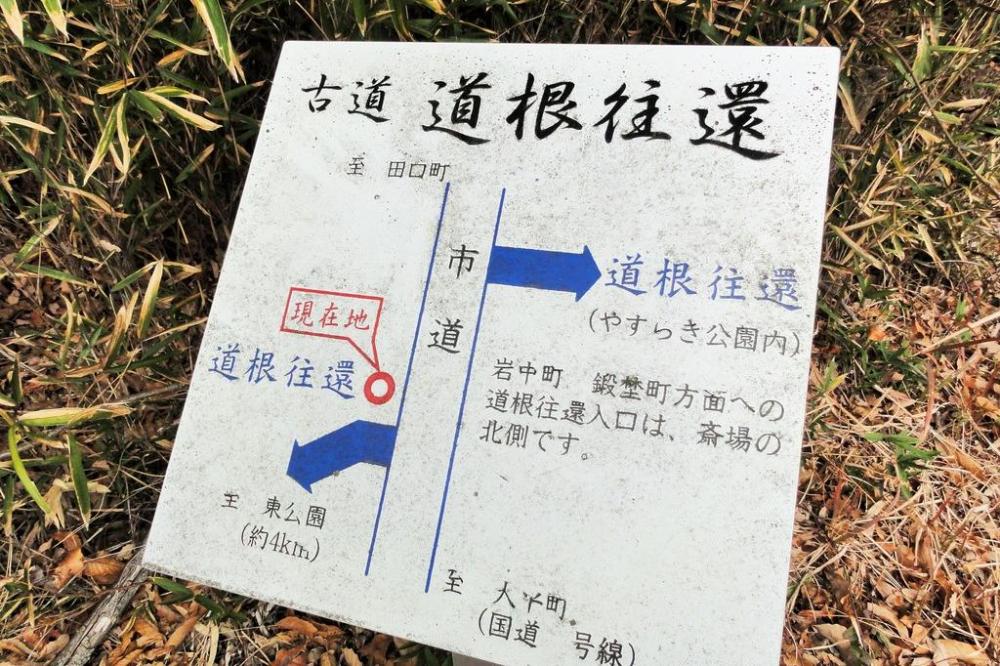 古道 道根往還
至 田口町
市道
道根往還
(やすらぎ公園内)
現在地
道根往還
岩中町 鍛埜町方面への
道根往還入口は、斎場の
北側です。
至 東公園
(約4km)
至 大平町
(国道 号線)